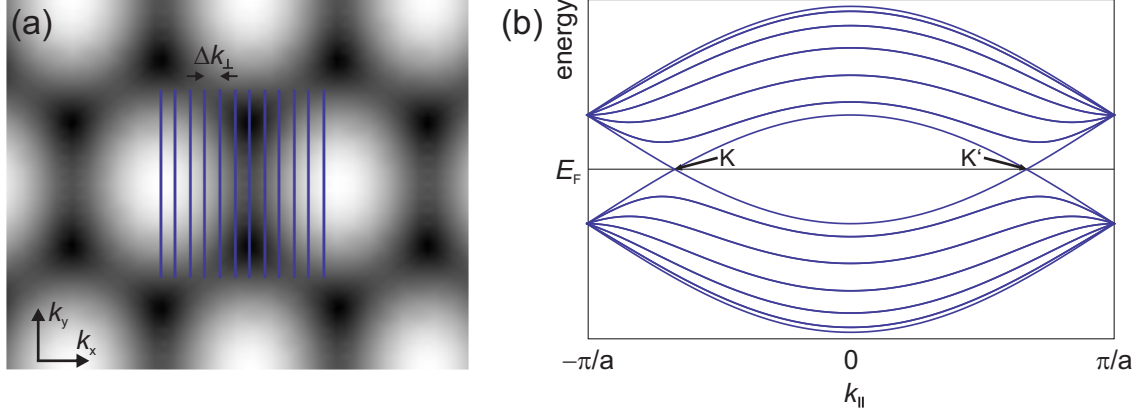 (a)
Δk⊥
ky
kx
(b)
energy
EF
K
K‘
−π/a
0
π/a
k||